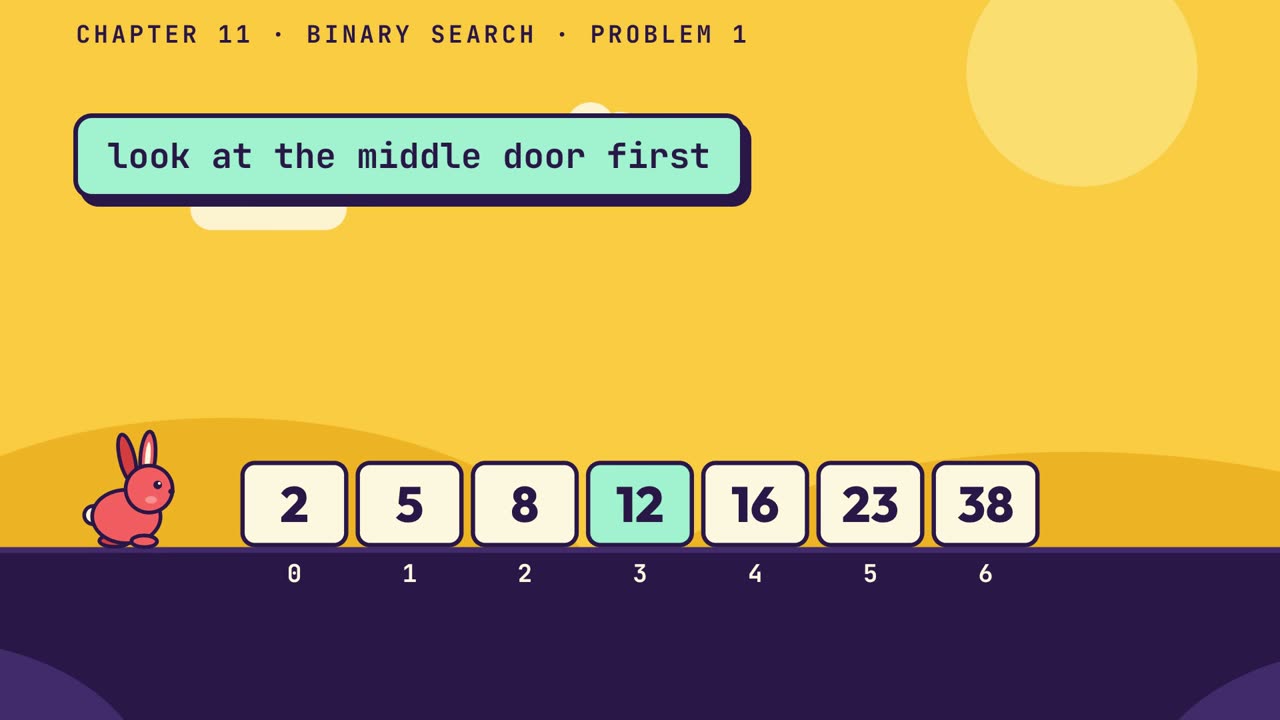 CHAPTER 11 · BINARY SEARCH · PROBLEM 1
look at the middle door first
2 5 8 12 16 23 38
0 1 2 3 4 5 6